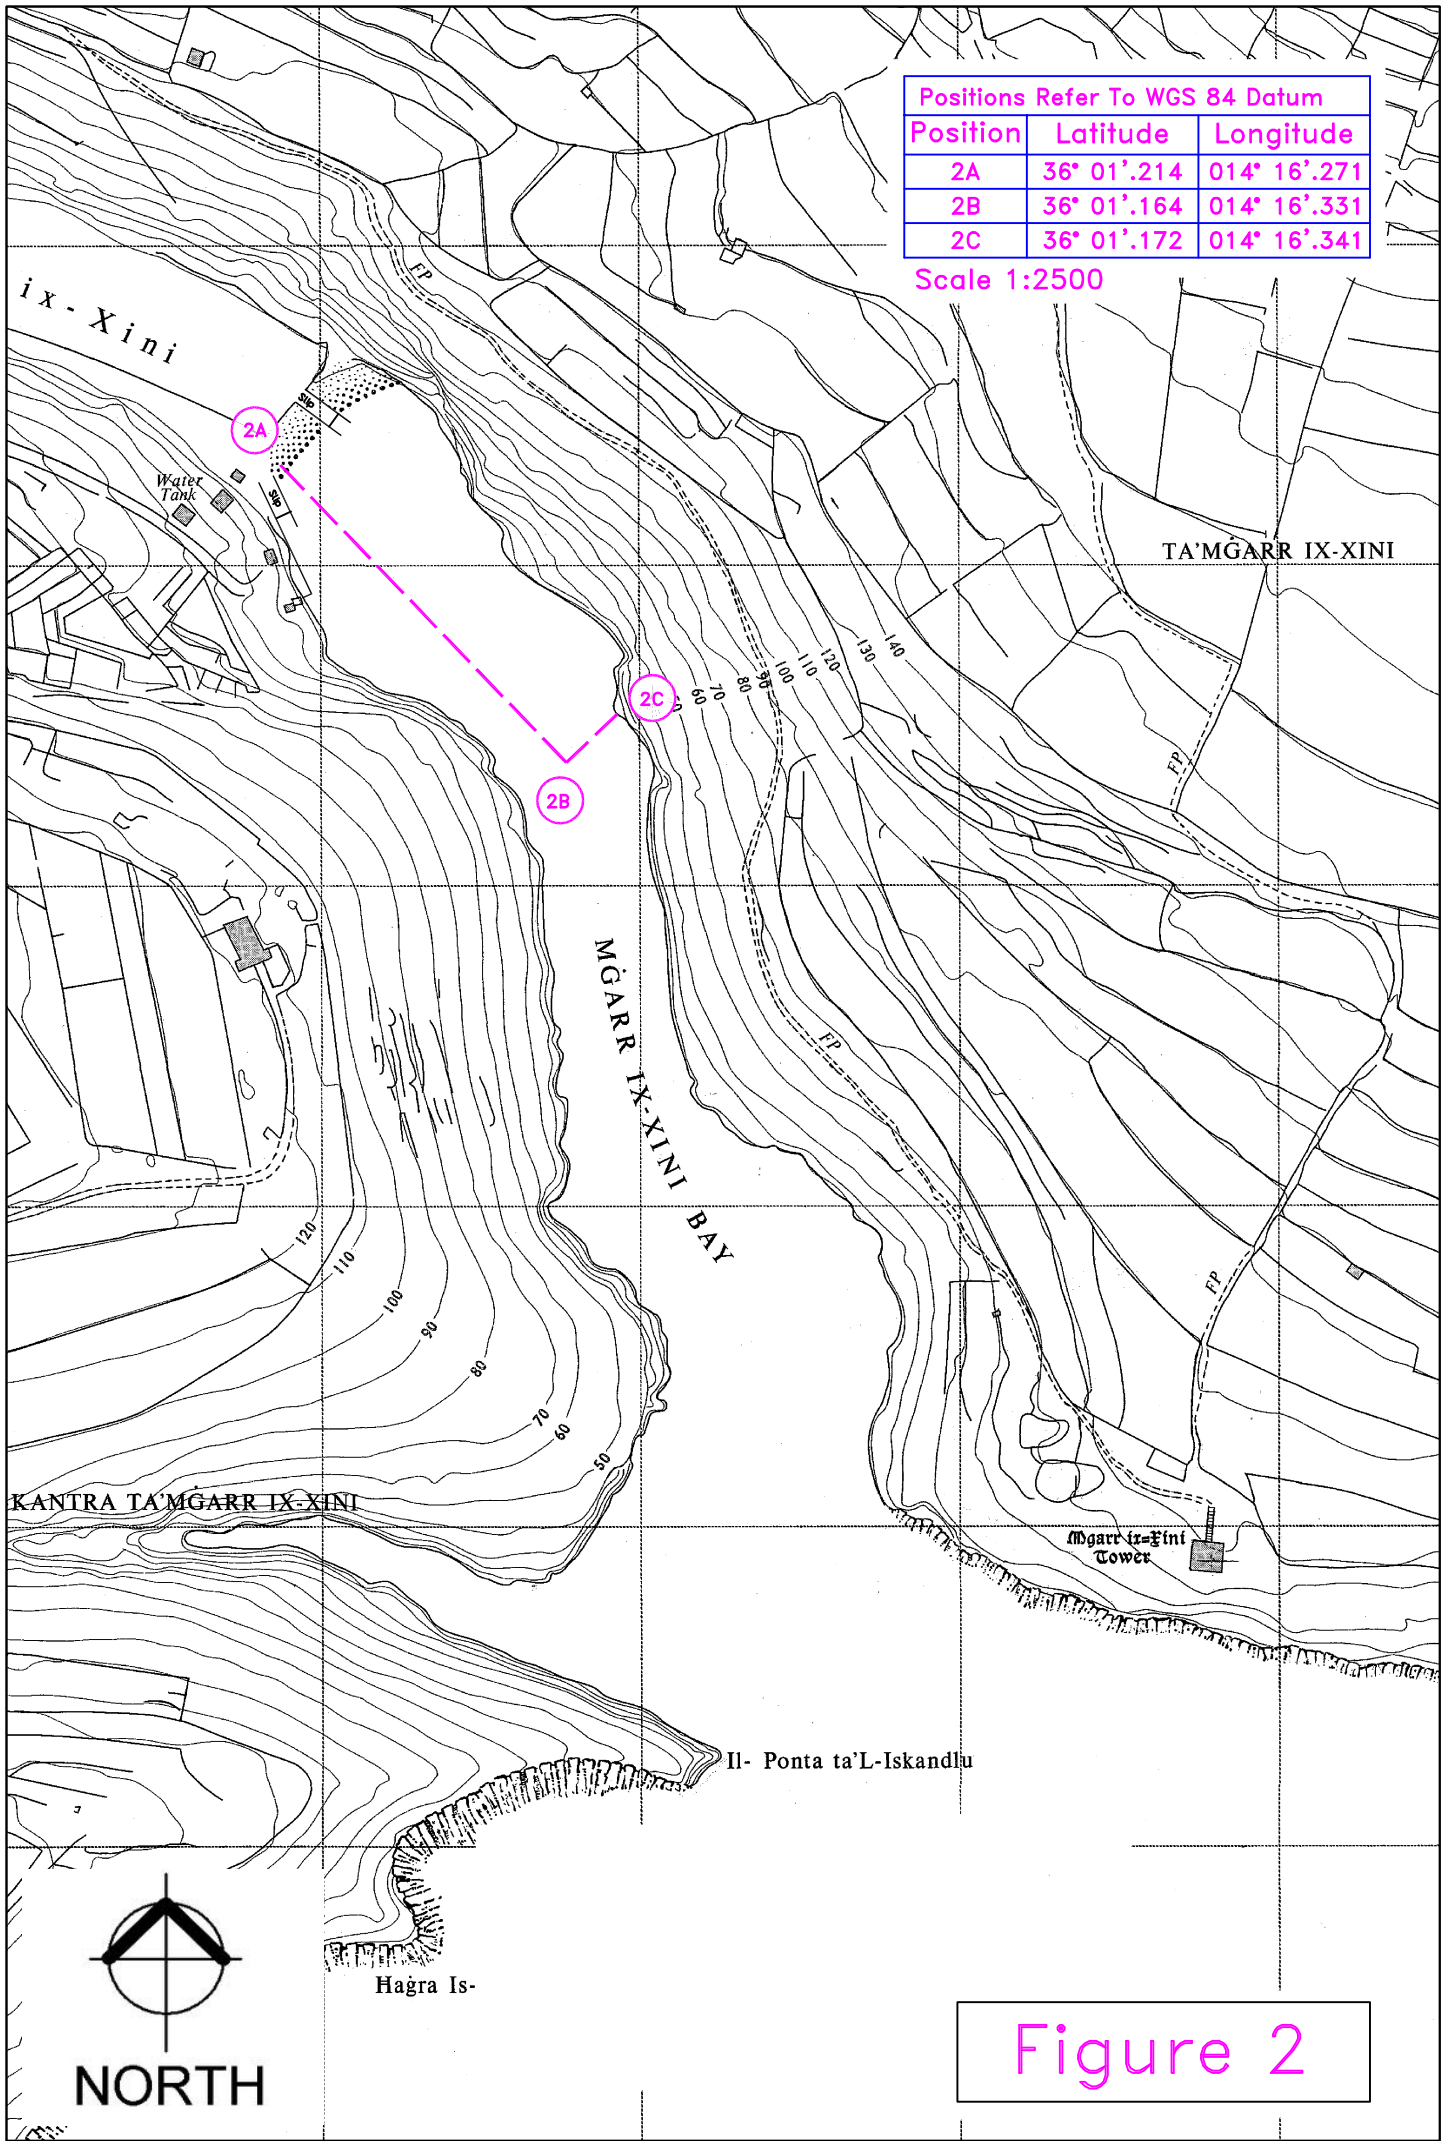 Positions Refer To WGS 84 Datum
Position Latitude Longitude
2A 36° 01'.214 014° 16'.271
2B 36° 01'.164 014° 16'.331
2C 36° 01'.172 014° 16'.341
Scale 1:2500
FP
ix-Xini
Slip
2A
Water
Tank
Slip
TA'MĠARR IX-XINI
140
130
120
110
100
90
80
70
60
2C
2B
FP
MĠARR IX-XINI BAY
FP
120
110
100
90
80
70
60
50
FP
KANTRA TA'MĠARR IX-XINI
Mgarr ix=Xini
Tower
Il- Ponta ta'L-Iskandlu
Haġra Is-
NORTH
Figure 2